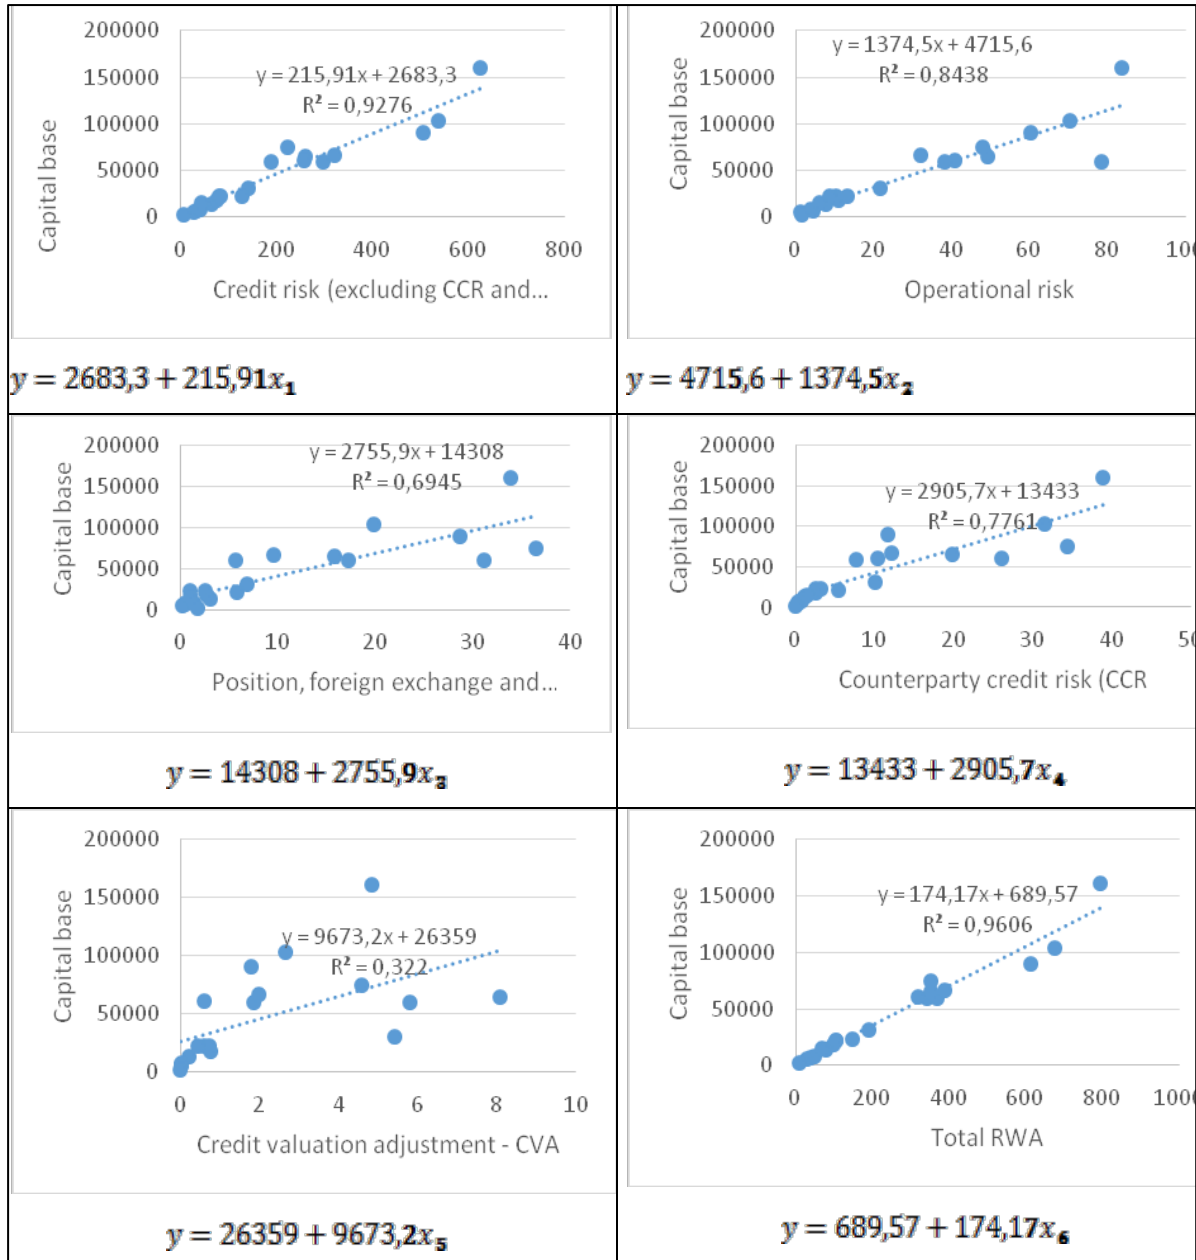 200000
y = 215,91x + 2683,3
R² = 0,9276
150000
100000
50000
0
0 200 400 600 800
Capital base
Credit risk (excluding CCR and...
y = 2683,3 + 215,91x₁
200000
y = 1374,5x + 4715,6
R² = 0,8438
150000
100000
50000
0
0 20 40 60 80 100
Capital base
Operational risk
y = 4715,6 + 1374,5x₂
200000
y = 2755,9x + 14308
R² = 0,6945
150000
100000
50000
0
0 10 20 30 40
Capital base
Position, foreign exchange and...
y = 14308 + 2755,9x₃
200000
150000
y = 2905,7x + 13433
R² = 0,7761
100000
50000
0
0 10 20 30 40 50
Capital base
Counterparty credit risk (CCR
y = 13433 + 2905,7x₄
200000
150000
y = 9673,2x + 26359
R² = 0,322
100000
50000
0
0 2 4 6 8 10
Capital base
Credit valuation adjustment - CVA
y = 26359 + 9673,2x₅
200000
150000
y = 174,17x + 689,57
R² = 0,9606
100000
50000
0
0 200 400 600 800 1000
Capital base
Total RWA
y = 689,57 + 174,17x₆